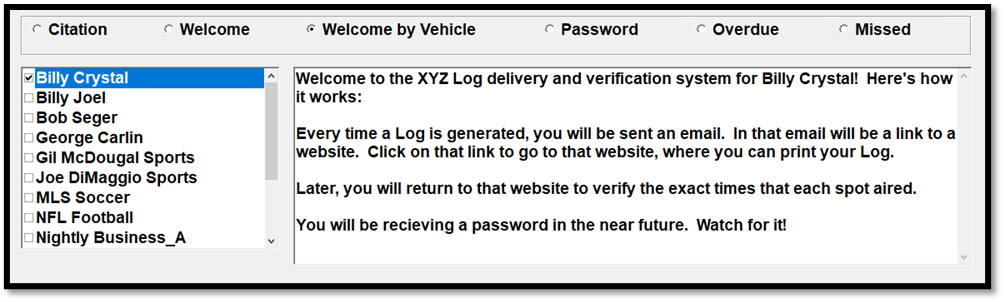 Citation Welcome Welcome by Vehicle Password Overdue Missed
Billy Crystal
Billy Joel
Bob Seger
George Carlin
Gil McDougal Sports
Joe DiMaggio Sports
MLS Soccer
NFL Football
Nightly Business_A
Welcome to the XYZ Log delivery and verification system for Billy Crystal!  Here's how
it works:
Every time a Log is generated, you will be sent an email.  In that email will be a link to a
website.  Click on that link to go to that website, where you can print your Log.
Later, you will return to that website to verify the exact times that each spot aired.
You will be recieving a password in the near future.  Watch for it!